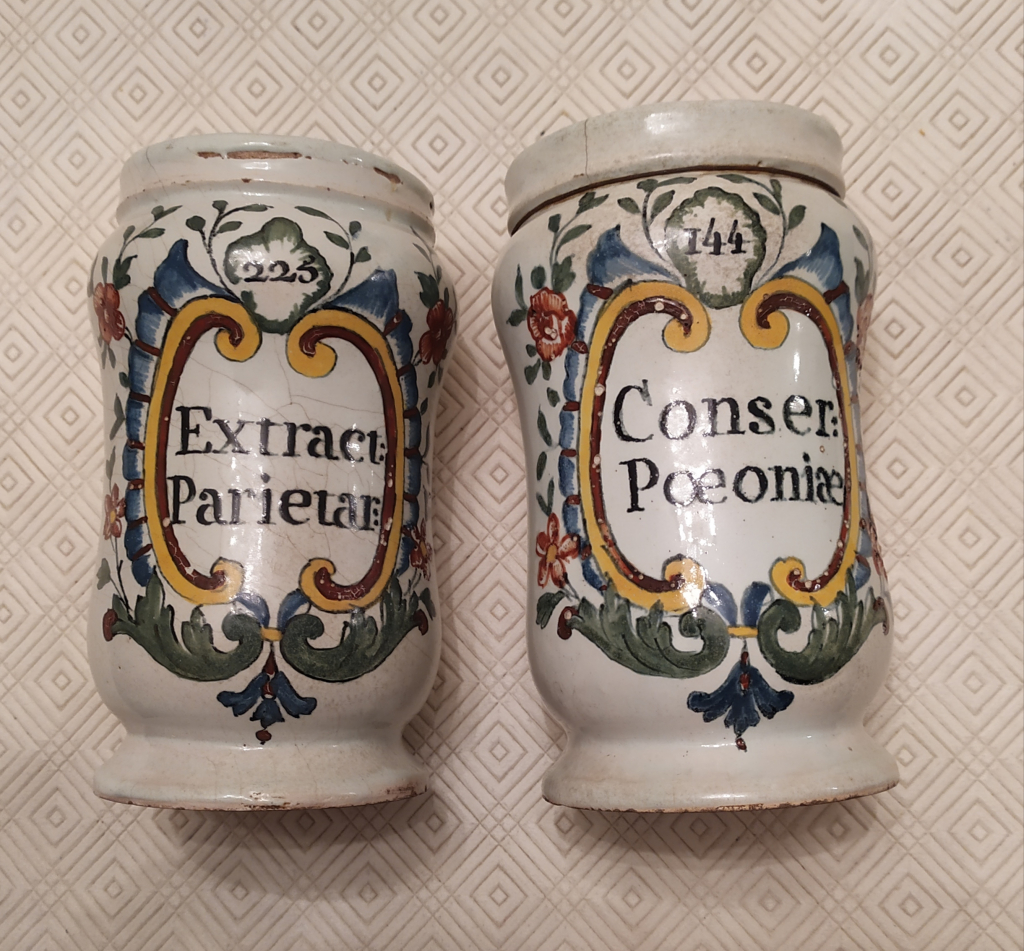 225
Extract:
Parietar:
144
Conser:
Pœoniæ